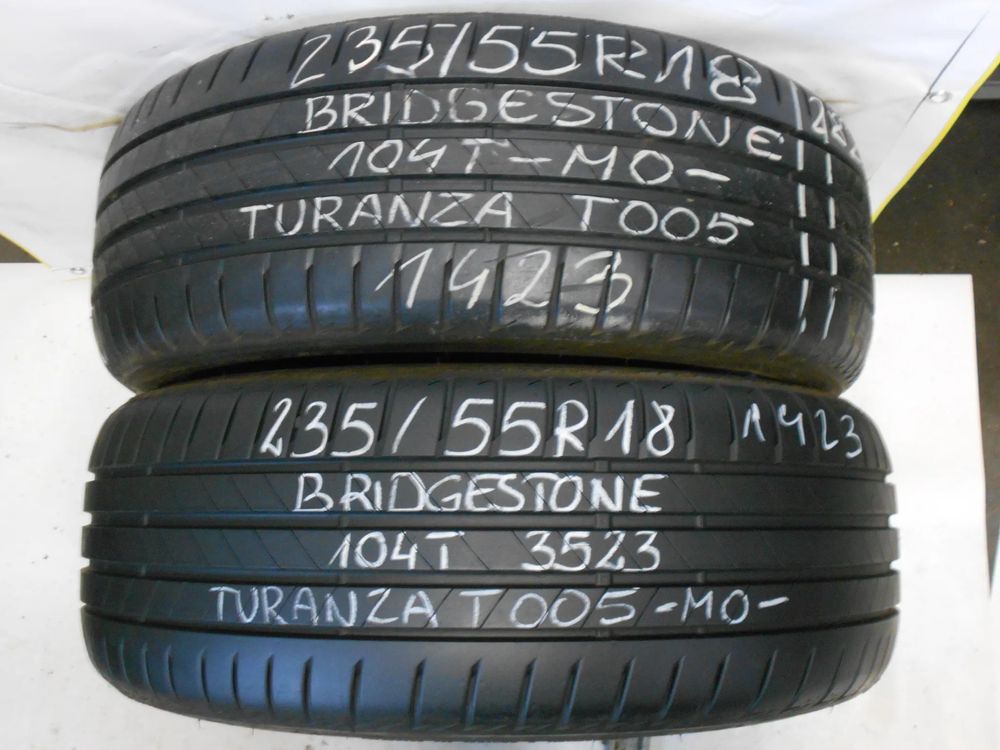 235/55R18
BRIDGESTONE
104T-MO-
TURANZA T005
1423
235/55R18 1423
BRIDGESTONE
104T 3523
TURANZA T005-MO-